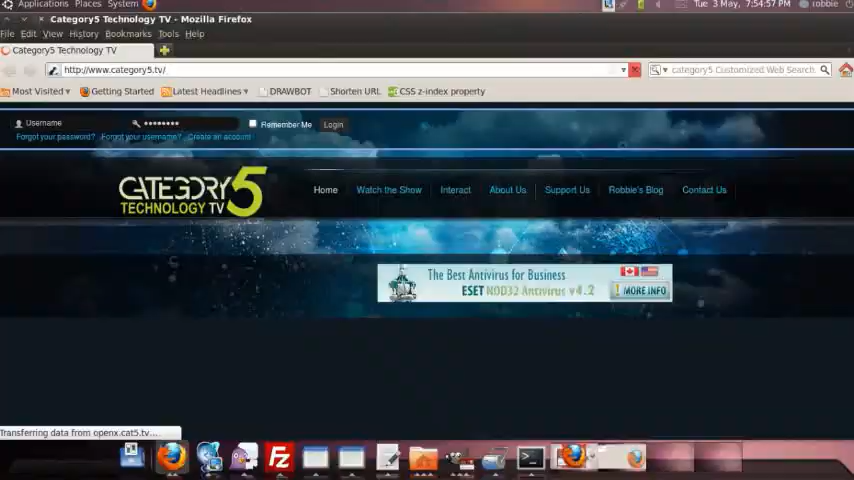 Applications Places System
Tue 3 May, 7:54:57 robbie
Category5 Technology TV - Mozilla Firefox
File Edit View History Bookmarks Tools Help
Category5 Technology TV
http://www.category5.tv/
category5 Customized Web Search
Most Visited Getting Started Latest Headlines DRAWBOT Shorten URL CSS z-index property
Username ******** Remember Me Login
Forgot your password? Forgot your username? Create an account
CATEGORY 5
TECHNOLOGY TV
Home Watch the Show Interact About Us Support Us Robbie's Blog Contact Us
The Best Antivirus for Business
ESET NOD32 Antivirus v4.2
! MORE INFO
Transferring data from openx.cat5.tv...
Fz